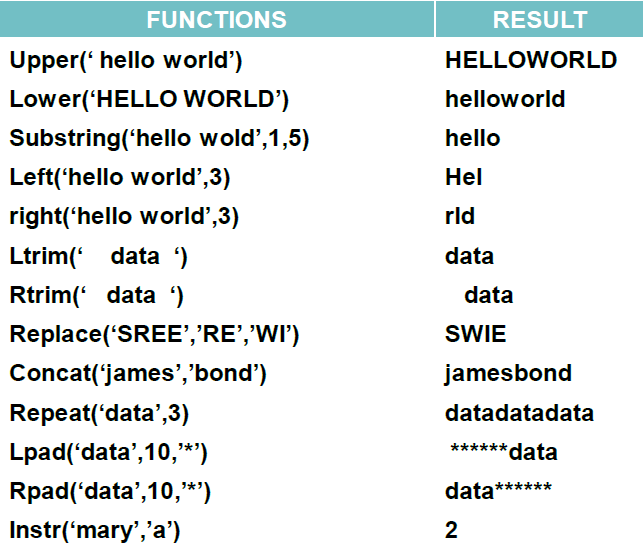 FUNCTIONS RESULT
Upper(‘ hello world’) HELLOWORLD
Lower(‘HELLO WORLD’) helloworld
Substring(‘hello wold’,1,5) hello
Left(‘hello world’,3) Hel
right(‘hello world’,3) rld
Ltrim(‘    data  ‘) data
Rtrim(‘   data  ‘)    data
Replace(‘SREE’,’RE’,’WI’) SWIE
Concat(‘james’,’bond’) jamesbond
Repeat(‘data’,3) datadatadata
Lpad(‘data’,10,’*’) ******data
Rpad(‘data’,10,’*’) data******
Instr(‘mary’,’a’) 2